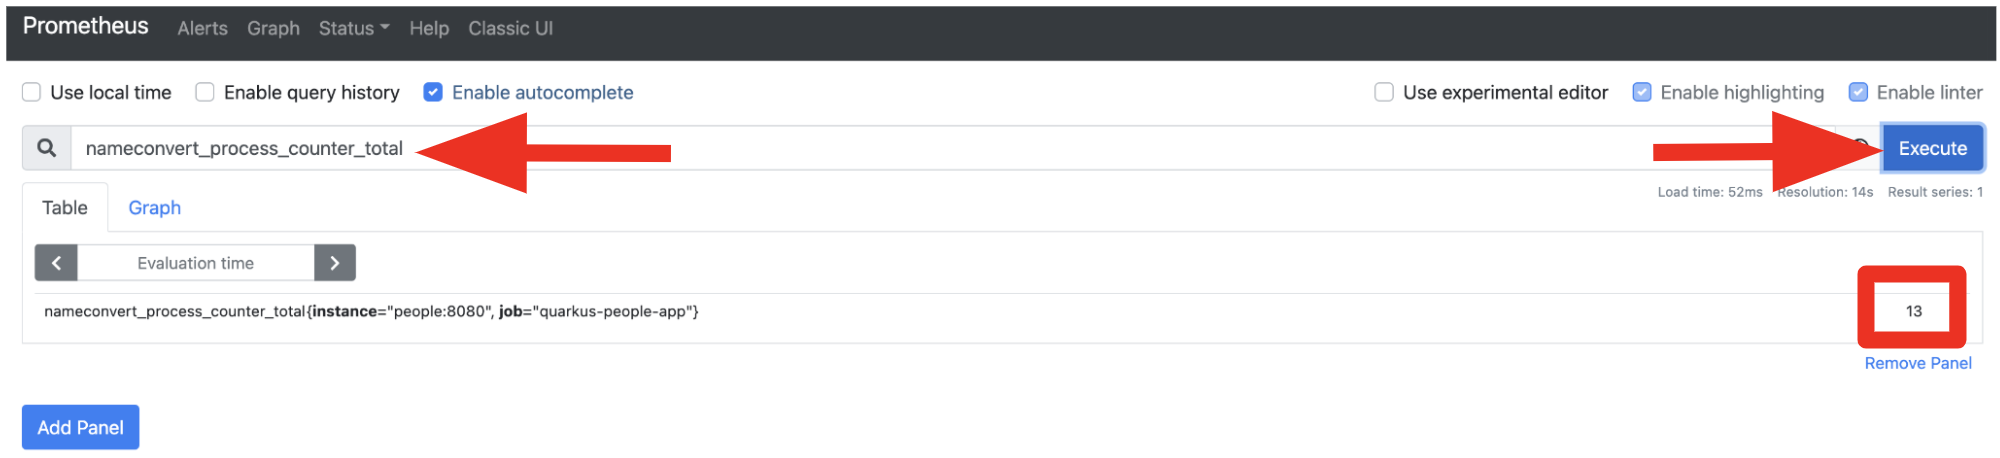 Prometheus Alerts Graph Status Help Classic UI
Use local time Enable query history Enable autocomplete Use experimental editor Enable highlighting Enable linter
nameconvert_process_counter_total Execute
Load time: 52ms Resolution: 14s Result series: 1
Table Graph
Evaluation time
nameconvert_process_counter_total{instance="people:8080", job="quarkus-people-app"} 13
Remove Panel
Add Panel